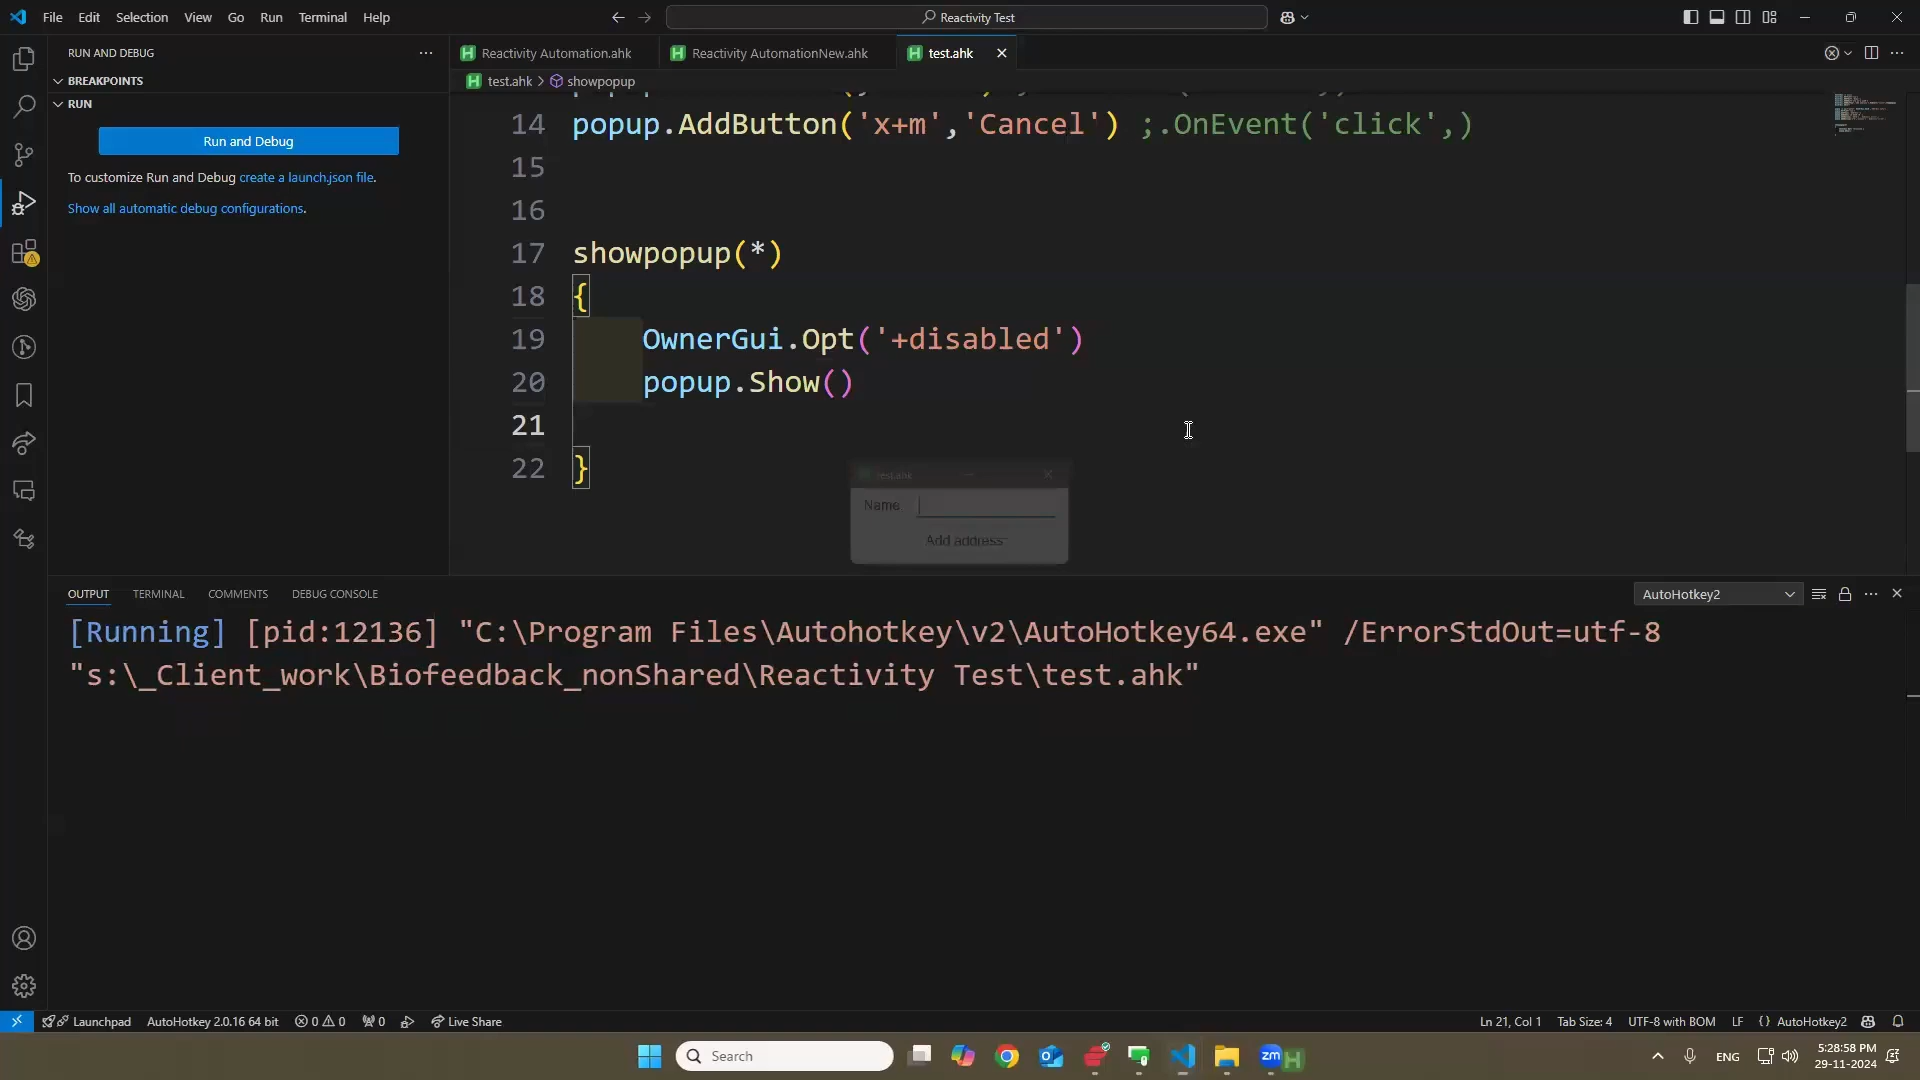 File Edit Selection View Go Run Terminal Help
Reactivity Test
RUN AND DEBUG
BREAKPOINTS
RUN
Run and Debug
To customize Run and Debug create a launch.json file.
Show all automatic debug configurations.
Reactivity Automation.ahk
Reactivity AutomationNew.ahk
test.ahk
test.ahk > showpopup
14 popup.AddButton('x+m','Cancel') ;.OnEvent('click',)
15
16
17 showpopup(*)
18 {
19 OwnerGui.Opt('+disabled')
20 popup.Show()
21
22 }
test.ahk
Name
Add address
OUTPUT TERMINAL COMMENTS DEBUG CONSOLE
AutoHotkey2
[Running] [pid:12136] "C:\Program Files\Autohotkey\v2\AutoHotkey64.exe" /ErrorStdOut=utf-8
"s:\_Client_work\Biofeedback_nonShared\Reactivity Test\test.ahk"
Launchpad AutoHotkey 2.0.16 64 bit 0 0 0 Live Share
Ln 21, Col 1 Tab Size: 4 UTF-8 with BOM LF {} AutoHotkey2
Search
zm
ENG
5:28:58 PM
29-11-2024